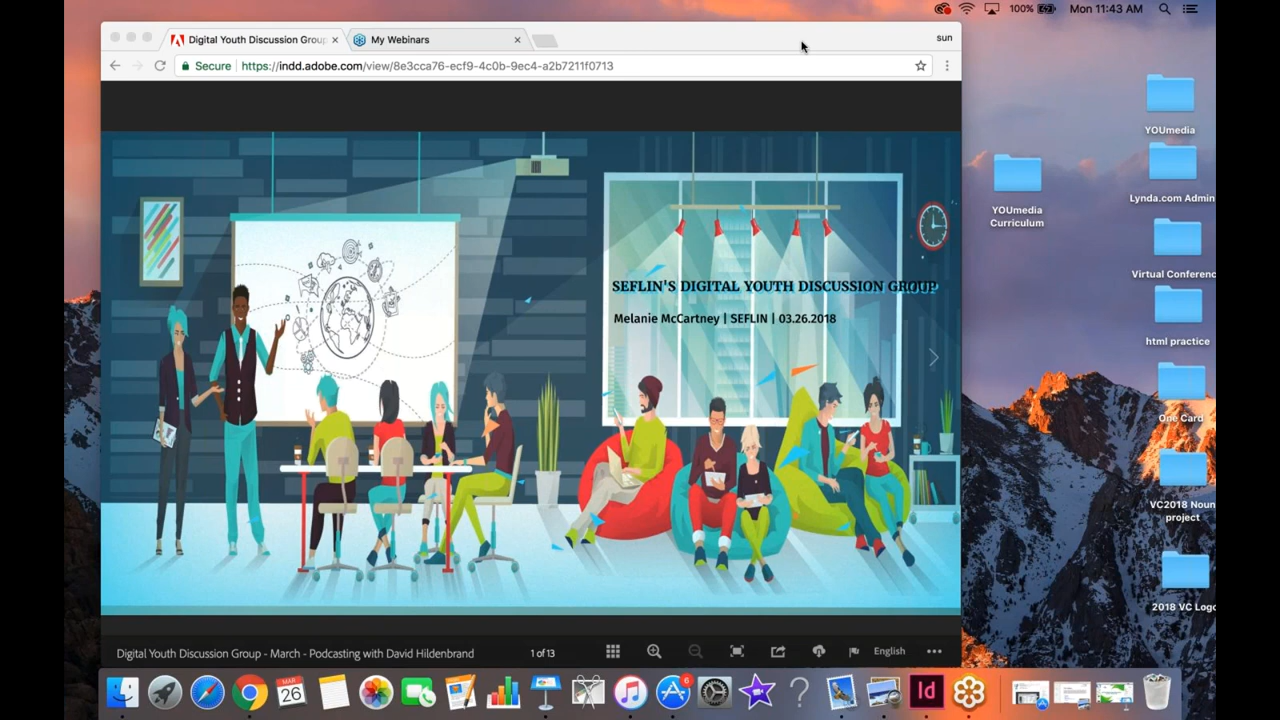 100%
Mon 11:43 AM
Digital Youth Discussion Group
My Webinars
sun
Secure
https://indd.adobe.com/view/8e3cca76-ecf9-4c0b-9ec4-a2b7211f0713
SEFLIN'S DIGITAL YOUTH DISCUSSION GROUP
Melanie McCartney | SEFLIN | 03.26.2018
YOUmedia
Lynda.com Admin
YOUmedia
Curriculum
Virtual Conferenc
html practice
One Card
VC2018 Noun
project
2018 VC Logo
Digital Youth Discussion Group - March - Podcasting with David Hildenbrand
1 of 13
English
MAR
26
6
Id